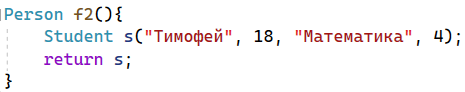 Person f2(){
    Student s("Тимофей", 18, "Математика", 4);
    return s;
}